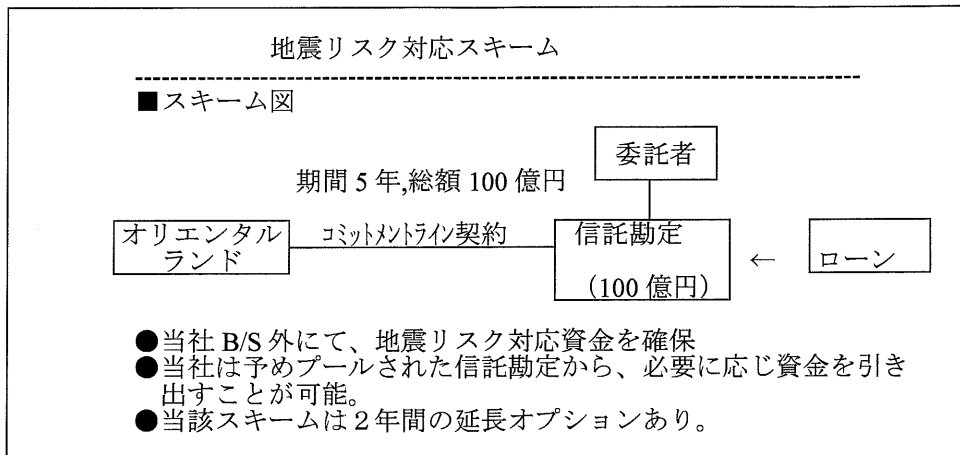 地震リスク対応スキーム
■スキーム図
委託者
期間5年,総額100億円
オリエンタル
ランド
コミットメントライン契約
信託勘定
（100億円）
←
ローン
●当社B/S外にて、地震リスク対応資金を確保
●当社は予めプールされた信託勘定から、必要に応じ資金を引き
出すことが可能。
●当該スキームは２年間の延長オプションあり。